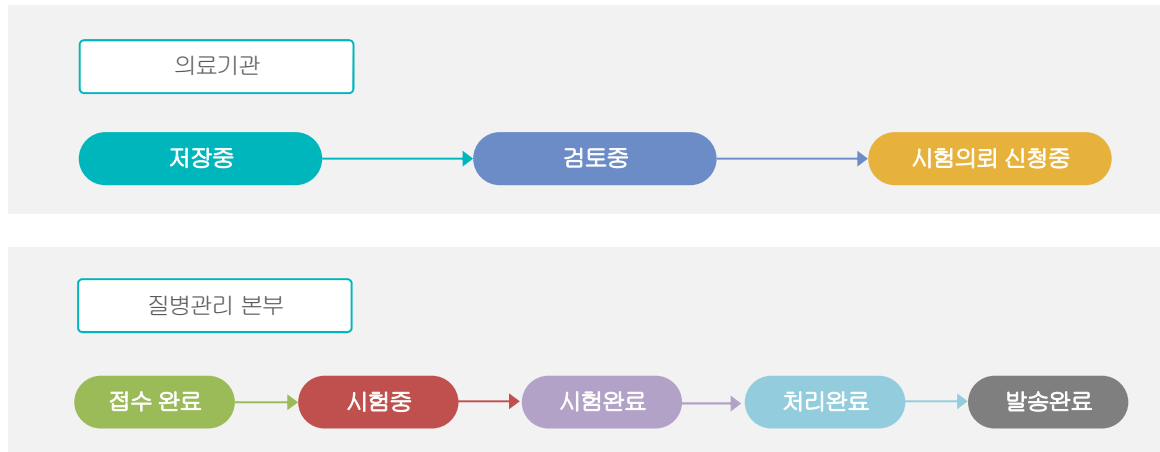 의료기관
저장중
검토중
시험의뢰 신청중
질병관리 본부
접수 완료
시험중
시험완료
처리완료
발송완료